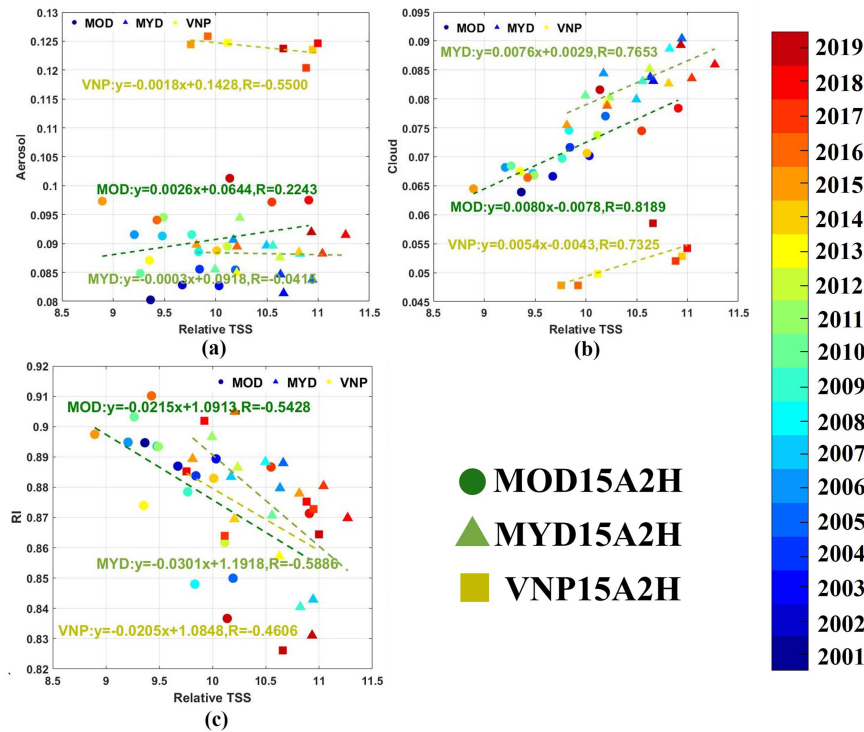 MOD MYD VNP
VNP:y=-0.0018x+0.1428,R=-0.5500
MOD:y=0.0026x+0.0644,R=0.2243
MYD:y=-0.0003x+0.0918,R=-0.0415
Aerosol
0.13
0.125
0.12
0.115
0.11
0.105
0.1
0.095
0.09
0.085
0.08
8.5 9 9.5 10 10.5 11 11.5
Relative TSS
(a)
MOD MYD VNP
MYD:y=0.0076x+0.0029,R=0.7653
MOD:y=0.0080x-0.0078,R=0.8189
VNP:y=0.0054x-0.0043,R=0.7325
Cloud
0.095
0.09
0.085
0.08
0.075
0.07
0.065
0.06
0.055
0.05
0.045
8.5 9 9.5 10 10.5 11 11.5
Relative TSS
(b)
MOD MYD VNP
MOD:y=-0.0215x+1.0913,R=-0.5428
MYD:y=-0.0301x+1.1918,R=-0.5886
VNP:y=-0.0205x+1.0848,R=-0.4606
RI
0.92
0.91
0.9
0.89
0.88
0.87
0.86
0.85
0.84
0.83
0.82
8.5 9 9.5 10 10.5 11 11.5
Relative TSS
(c)
MOD15A2H
MYD15A2H
VNP15A2H
2019
2018
2017
2016
2015
2014
2013
2012
2011
2010
2009
2008
2007
2006
2005
2004
2003
2002
2001